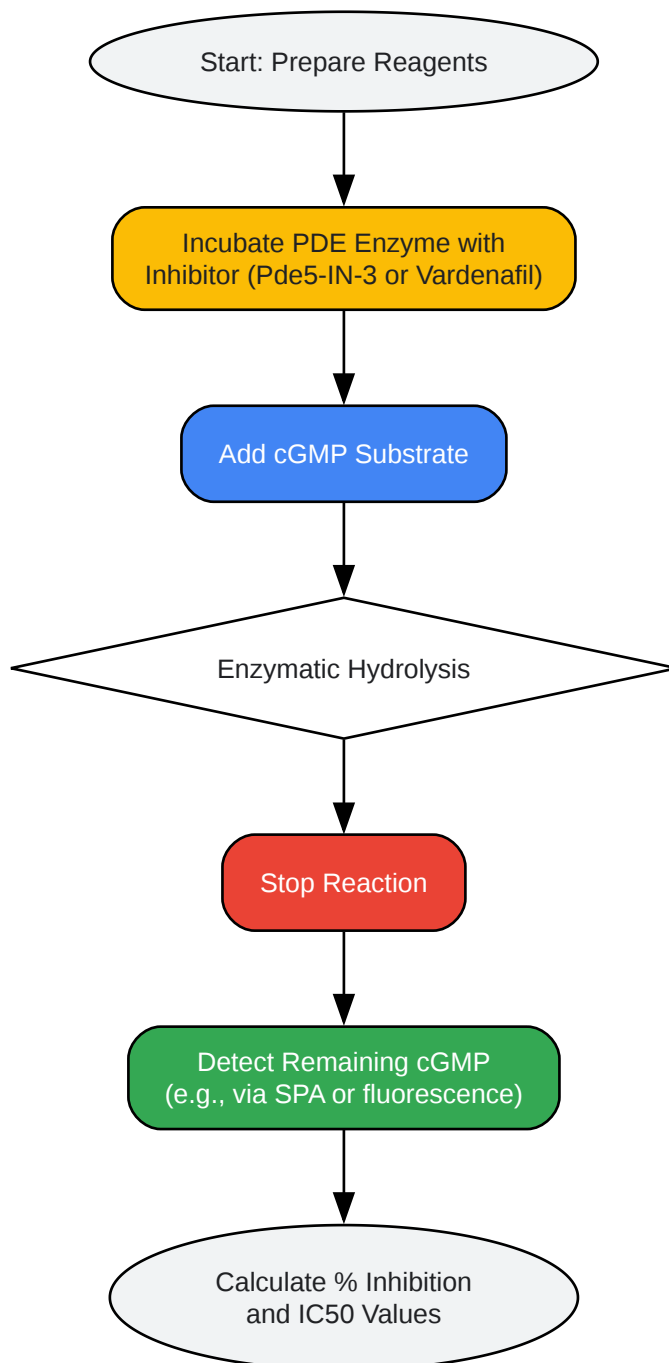 Start: Prepare Reagents
Incubate PDE Enzyme with
Inhibitor (Pde5-IN-3 or Vardenafil)
Add cGMP Substrate
Enzymatic Hydrolysis
Stop Reaction
Detect Remaining cGMP
(e.g., via SPA or fluorescence)
Calculate % Inhibition
and IC50 Values